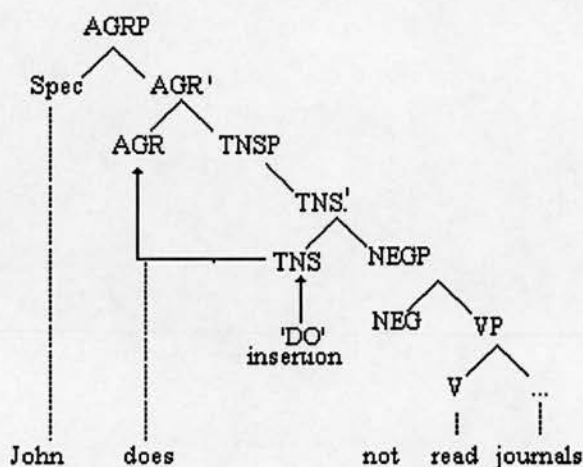 AGRP
Spec AGR'
AGR TNSP
TNS.'
TNS NEGP
'DO'
insertion
NEG VP
V ...
John does not read journals